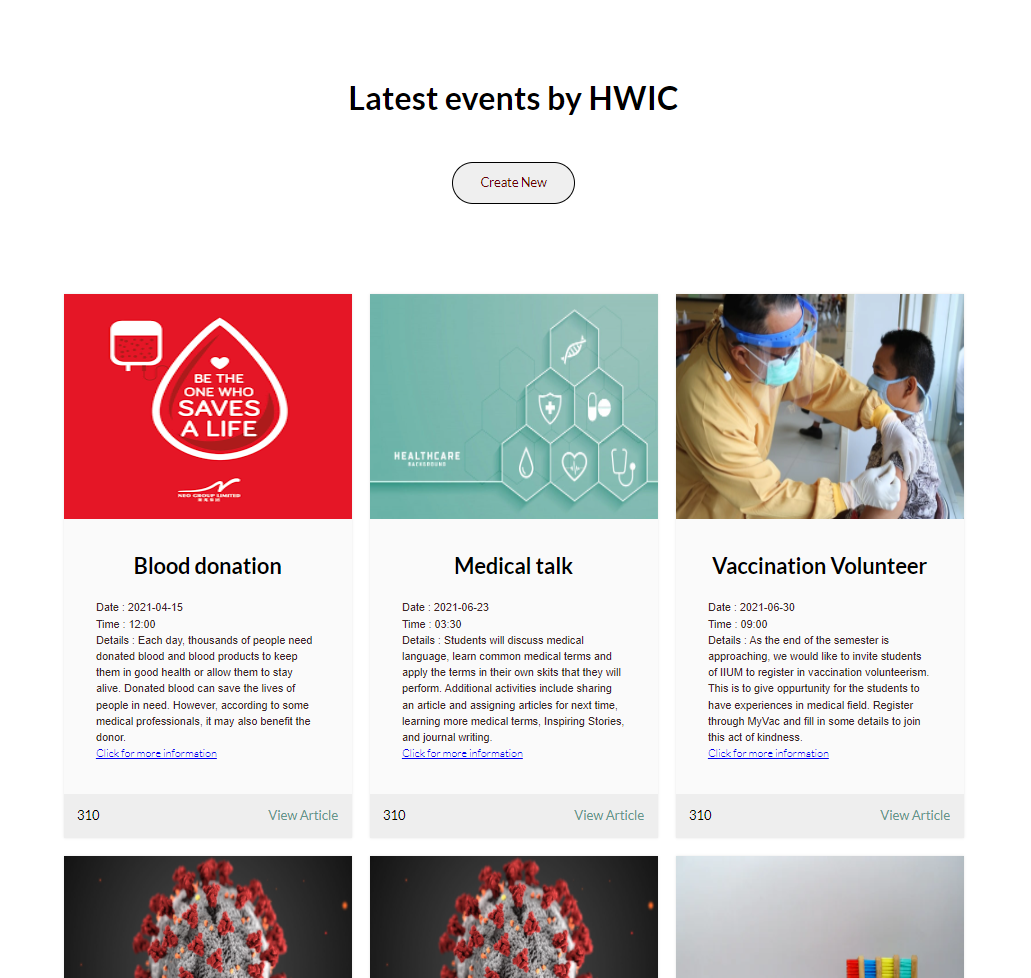 Latest events by HWIC
Create New
BE THE
ONE WHO
SAVES
A LIFE
NEO GROUP LIMITED
HEALTHCARE
BACKGROUND
Blood donation
Date : 2021-04-15
Time : 12:00
Details : Each day, thousands of people need
donated blood and blood products to keep
them in good health or allow them to stay
alive. Donated blood can save the lives of
people in need. However, according to some
medical professionals, it may also benefit the
donor.
Click for more information
310
View Article
Medical talk
Date : 2021-06-23
Time : 03:30
Details : Students will discuss medical
language, learn common medical terms and
apply the terms in their own skits that they will
perform. Additional activities include sharing
an article and assigning articles for next time,
learning more medical terms, Inspiring Stories,
and journal writing.
Click for more information
310
View Article
Vaccination Volunteer
Date : 2021-06-30
Time : 09:00
Details : As the end of the semester is
approaching, we would like to invite students
of IIUM to register in vaccination volunteerism.
This is to give oppurtunity for the students to
have experiences in medical field. Register
through MyVac and fill in some details to join
this act of kindness.
Click for more information
310
View Article